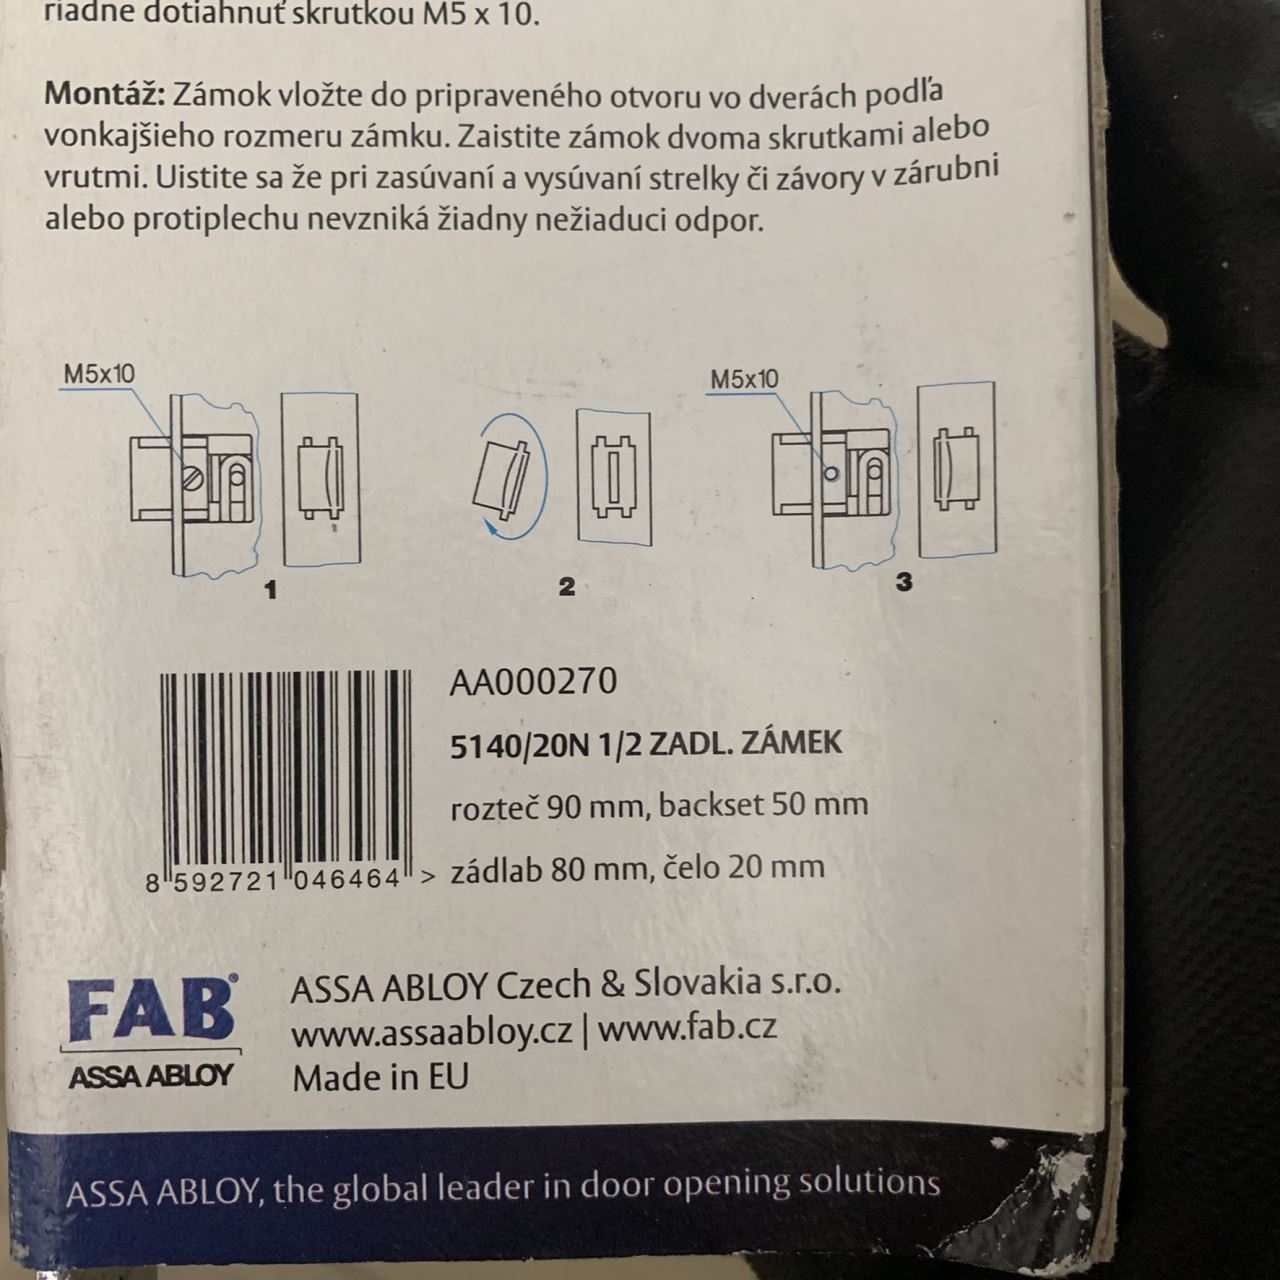 riadne dotiahnuť skrutkou M5 x 10.
Montáž: Zámok vložte do pripraveného otvoru vo dverách podľa
vonkajšieho rozmeru zámku. Zaistite zámok dvoma skrutkami alebo
vrutmi. Uistite sa že pri zasúvaní a vysúvaní strelky či závory v zárubni
alebo protiplechu nevzniká žiadny nežiaduci odpor.
M5x10
M5x10
1
2
3
AA000270
5140/20N 1/2 ZADL. ZÁMEK
rozteč 90 mm, backset 50 mm
zádlab 80 mm, čelo 20 mm
8 592721 046464 >
FAB®
ASSA ABLOY
ASSA ABLOY Czech & Slovakia s.r.o.
www.assaabloy.cz | www.fab.cz
Made in EU
ASSA ABLOY, the global leader in door opening solutions